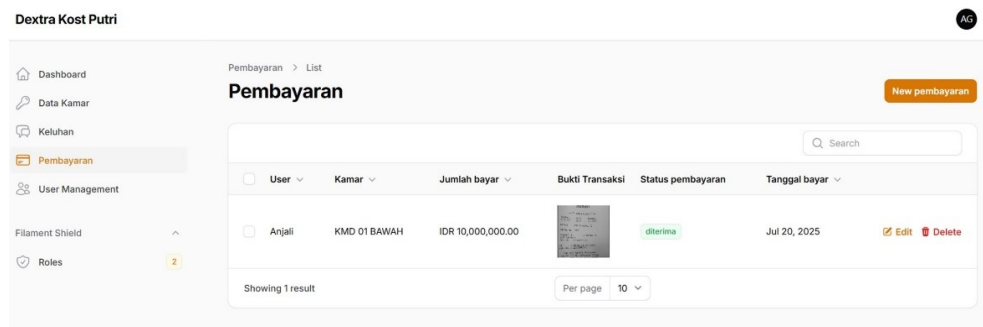 Dextra Kost Putri
AG
Dashboard
Data Kamar
Keluhan
Pembayaran
User Management
Filament Shield
Roles
2
Pembayaran > List
Pembayaran
New pembayaran
Search
User
Kamar
Jumlah bayar
Bukti Transaksi
Status pembayaran
Tanggal bayar
Anjali
KMD 01 BAWAH
IDR 10,000,000.00
diterima
Jul 20, 2025
Edit
Delete
Showing 1 result
Per page
10